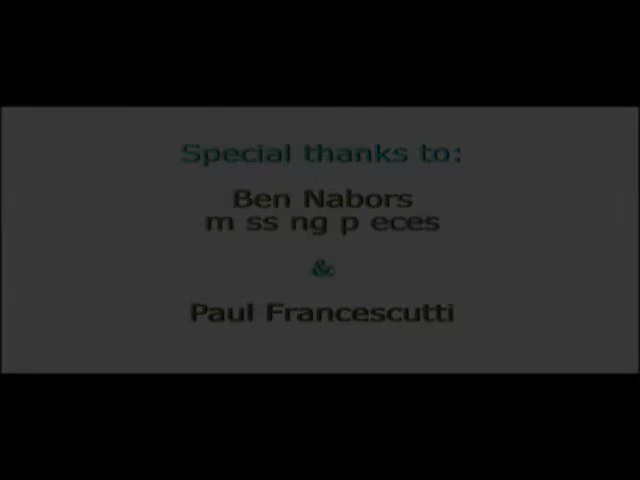 Special thanks to:
Ben Nabors
m ss ng p eces
&
Paul Francescutti